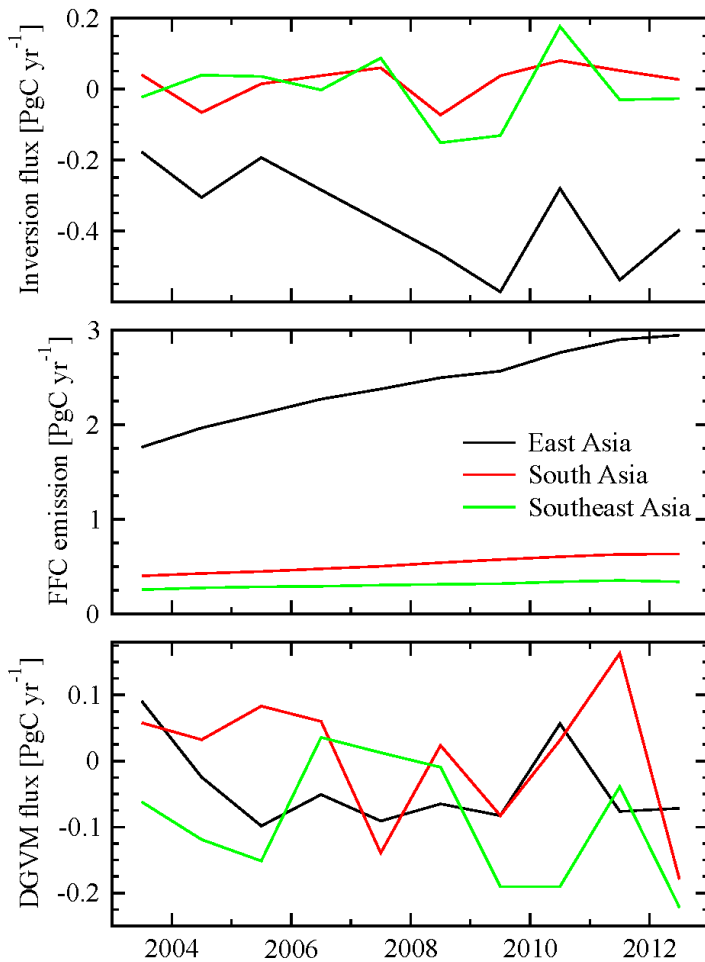 Inversion flux [PgC yr-1]
0.2
0
-0.2
-0.4
FFC emission [PgC yr-1]
3
2
1
0
East Asia
South Asia
Southeast Asia
DGVM flux [PgC yr-1]
0.1
0
-0.1
-0.2
2004 2006 2008 2010 2012